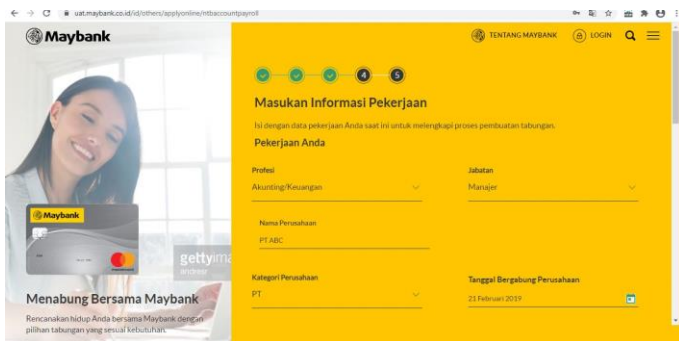 uat.maybank.co.id/id/others/applyonline/ntbaccountpayroll
Maybank
TENTANG MAYBANK
LOGIN
4
5
Masukan Informasi Pekerjaan
Isi dengan data pekerjaan Anda saat ini untuk melengkapi proses pembuatan tabungan.
Pekerjaan Anda
Profesi
Jabatan
Akunting/Keuangan
Manajer
Nama Perusahaan
PT ABC
Kategori Perusahaan
Tanggal Bergabung Perusahaan
PT
21 Februari 2019
Maybank
gettyima
Menabung Bersama Maybank
Rencanakan hidup Anda bersama Maybank dengan
pilihan tabungan yang sesuai kebutuhan.